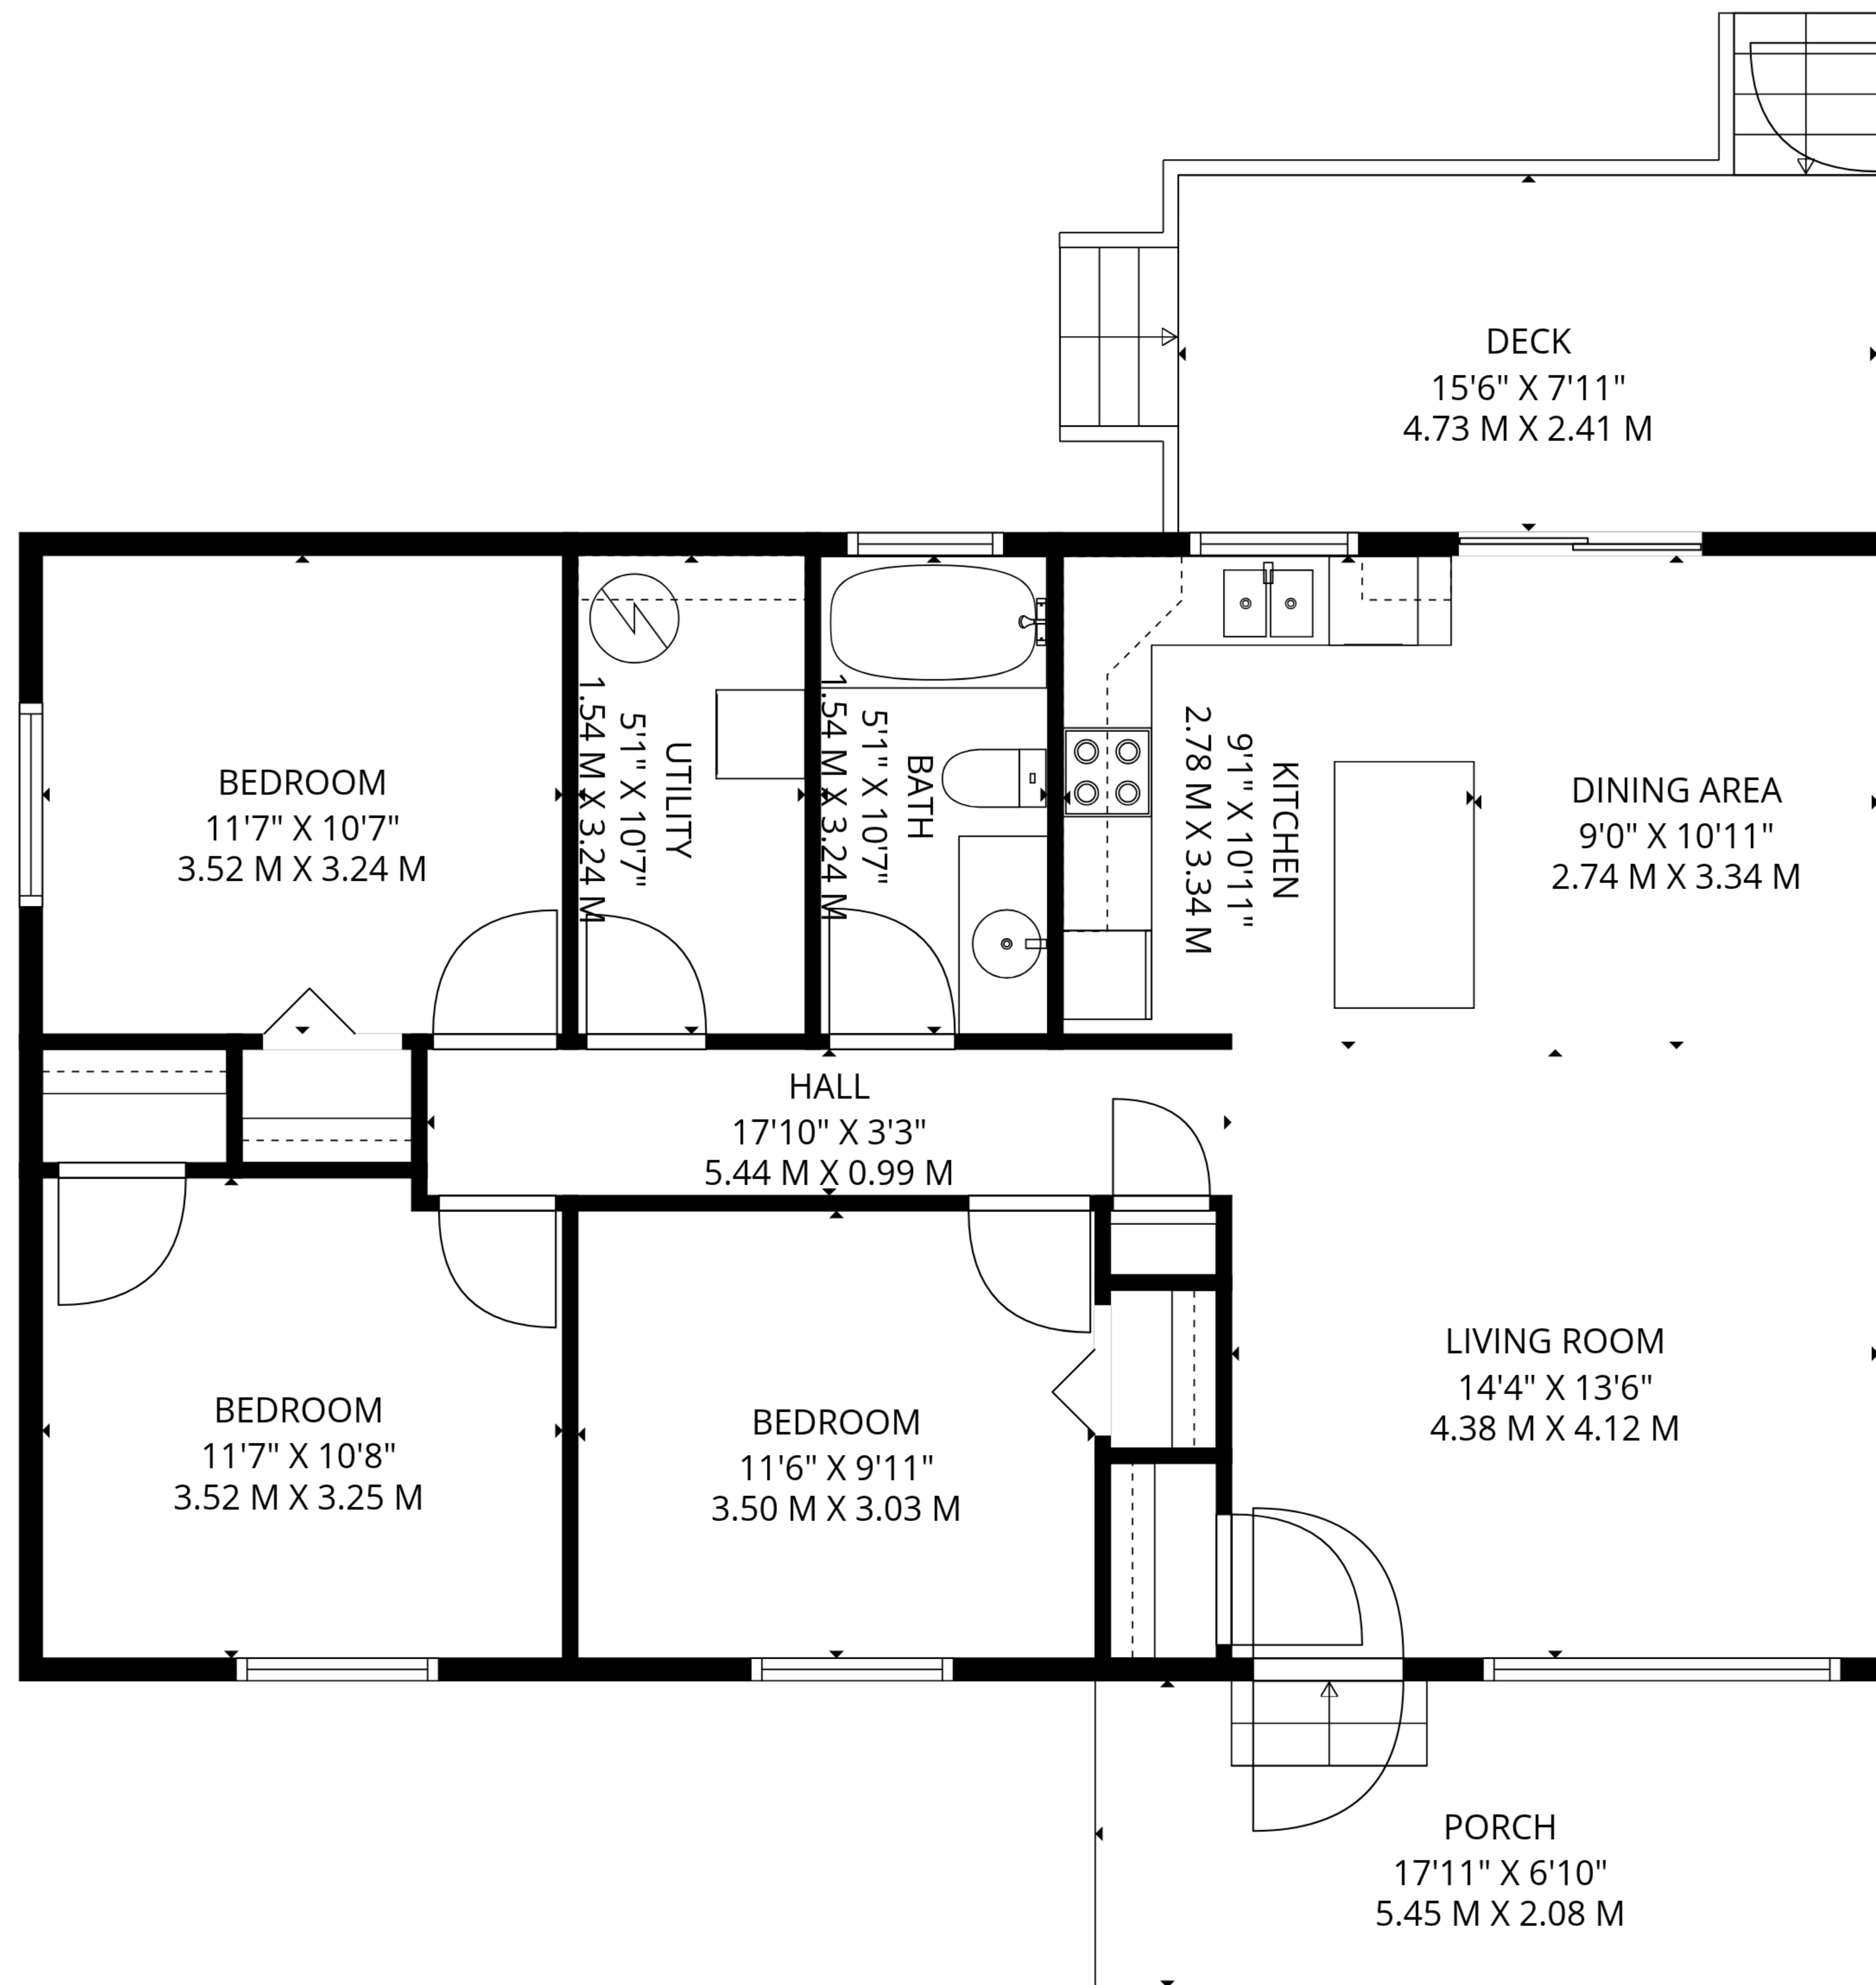 DECK
15'6" X 7'11"
4.73 M X 2.41 M
BEDROOM
11'7" X 10'7"
3.52 M X 3.24 M
UTILITY
5'1" X 10'7"
1.54 M X 3.24 M
BATH
5'1" X 10'7"
1.54 M X 3.24 M
KITCHEN
9'1" X 10'11"
2.78 M X 3.34 M
DINING AREA
9'0" X 10'11"
2.74 M X 3.34 M
HALL
17'10" X 3'3"
5.44 M X 0.99 M
BEDROOM
11'7" X 10'8"
3.52 M X 3.25 M
BEDROOM
11'6" X 9'11"
3.50 M X 3.03 M
LIVING ROOM
14'4" X 13'6"
4.38 M X 4.12 M
PORCH
17'11" X 6'10"
5.45 M X 2.08 M